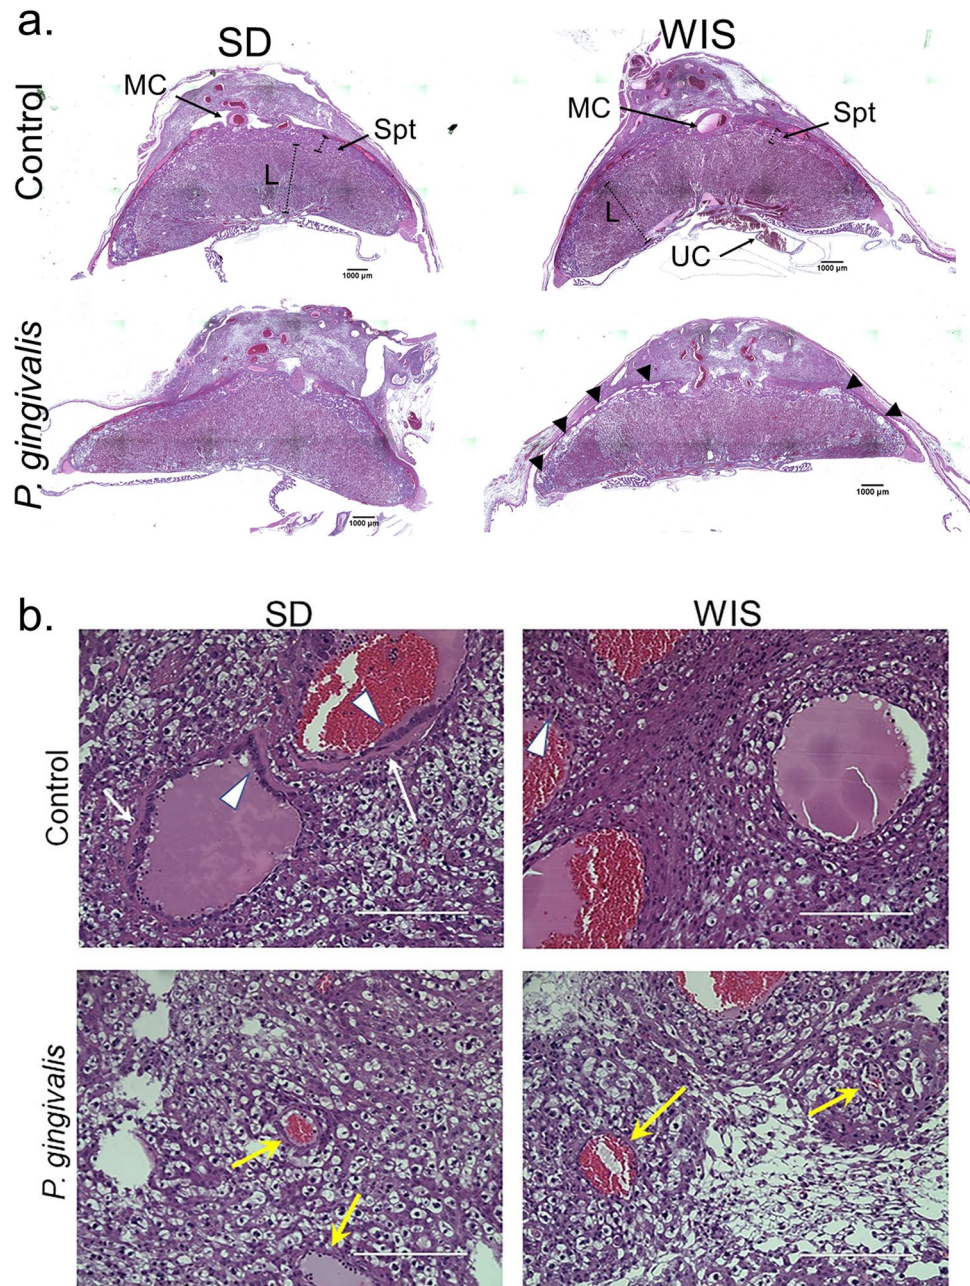 a.
SD
WIS
Control
MC
Spt
L
1000 µm
MC
Spt
L
UC
1000 µm
P. gingivalis
1000 µm
1000 µm
b.
SD
WIS
Control
P. gingivalis